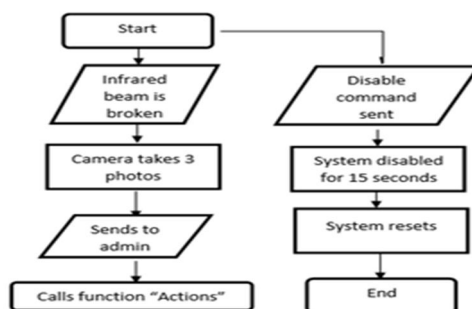 Start
Infrared
beam is
broken
Camera takes 3
photos
Sends to
admin
Calls function “Actions”
Disable
command
sent
System disabled
for 15 seconds
System resets
End